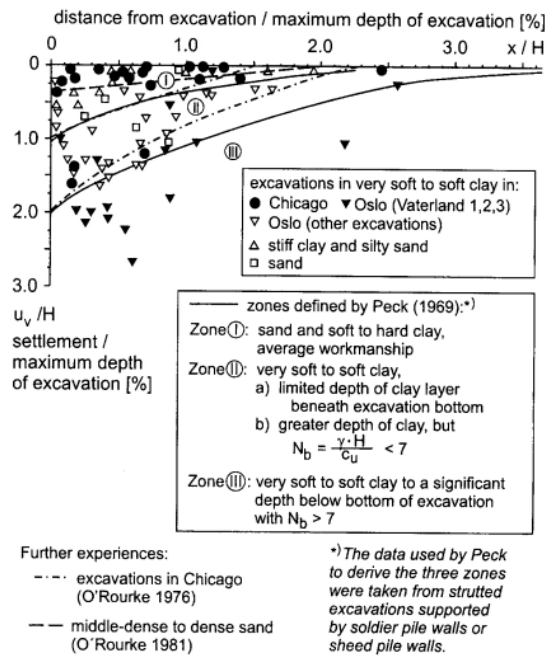 distance from excavation / maximum depth of excavation [%]
0 1.0 2.0 3.0 x / H
0
1.0
2.0
3.0
I
II
III
u_v /H
settlement /
maximum depth
of excavation [%]
excavations in very soft to soft clay in:
● Chicago ▼ Oslo (Vaterland 1,2,3)
▽ Oslo (other excavations)
△ stiff clay and silty sand
□ sand
zones defined by Peck (1969):*)
Zone Ⓘ: sand and soft to hard clay,
average workmanship
Zone Ⓘ Ⓘ: very soft to soft clay,
a) limited depth of clay layer
beneath excavation bottom
b) greater depth of clay, but
N_b = γ · H / c_u < 7
Zone III: very soft to soft clay to a significant
depth below bottom of excavation
with N_b > 7
Further experiences:
excavations in Chicago
(O'Rourke 1976)
middle-dense to dense sand
(O´Rourke 1981)
*)The data used by Peck
to derive the three zones
were taken from strutted
excavations supported
by soldier pile walls or
sheed pile walls.